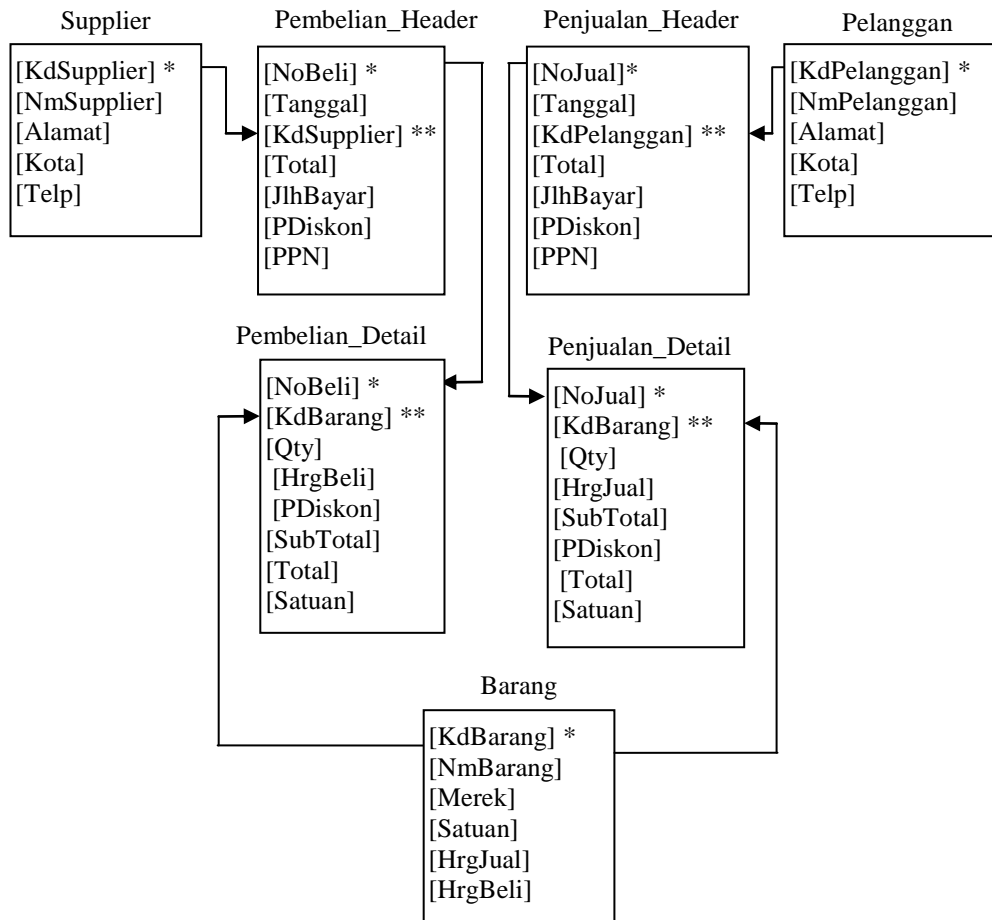 Supplier
[KdSupplier] *
[NmSupplier]
[Alamat]
[Kota]
[Telp]
Pembelian_Header
[NoBeli] *
[Tanggal]
[KdSupplier] **
[Total]
[JlhBayar]
[PDiskon]
[PPN]
Penjualan_Header
[NoJual]*
[Tanggal]
[KdPelanggan] **
[Total]
[JlhBayar]
[PDiskon]
[PPN]
Pelanggan
[KdPelanggan] *
[NmPelanggan]
[Alamat]
[Kota]
[Telp]
Pembelian_Detail
[NoBeli] *
[KdBarang] **
[Qty]
[HrgBeli]
[PDiskon]
[SubTotal]
[Total]
[Satuan]
Penjualan_Detail
[NoJual] *
[KdBarang] **
[Qty]
[HrgJual]
[SubTotal]
[PDiskon]
[Total]
[Satuan]
Barang
[KdBarang] *
[NmBarang]
[Merek]
[Satuan]
[HrgJual]
[HrgBeli]